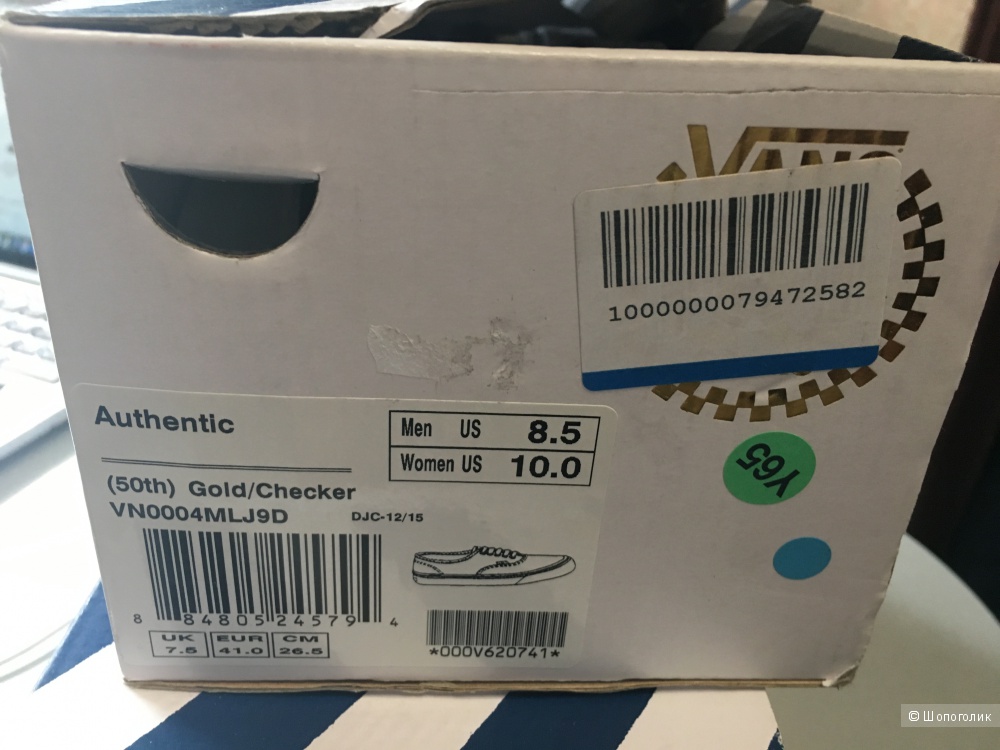 VANS
1000000079472582
Authentic
Men US 8.5
Women US 10.0
(50th) Gold/Checker
VN0004MLJ9D
DJC-12/15
Y65
8 84805 24579 4
UK EUR CM
7.5 41.0 26.5
*000V620741*
© Шопоголик